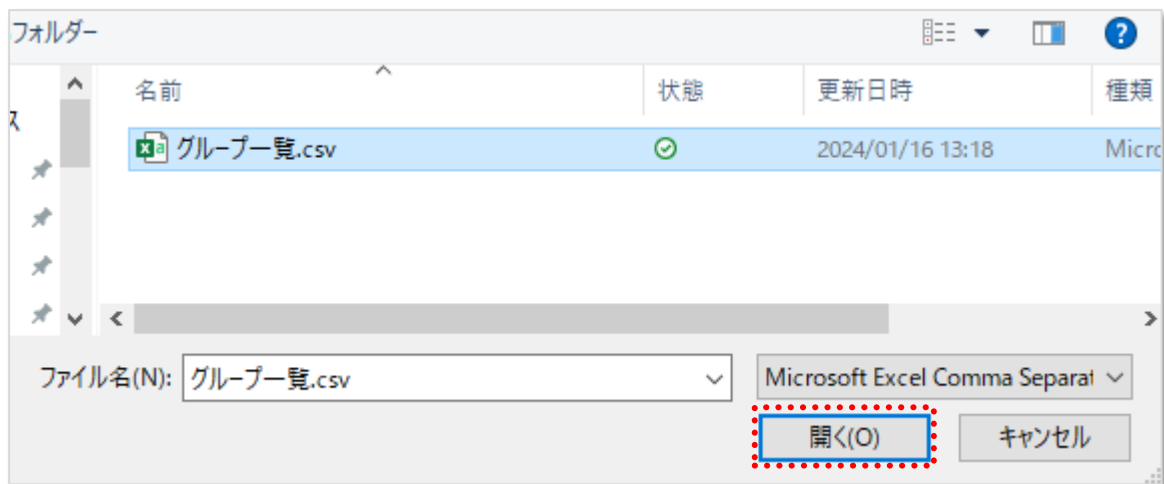 フォルダー
名前 状態 更新日時 種類
ス
グループ一覧.csv 2024/01/16 13:18 Micro
ファイル名(N): グループ一覧.csv Microsoft Excel Comma Separat
開く(O) キャンセル